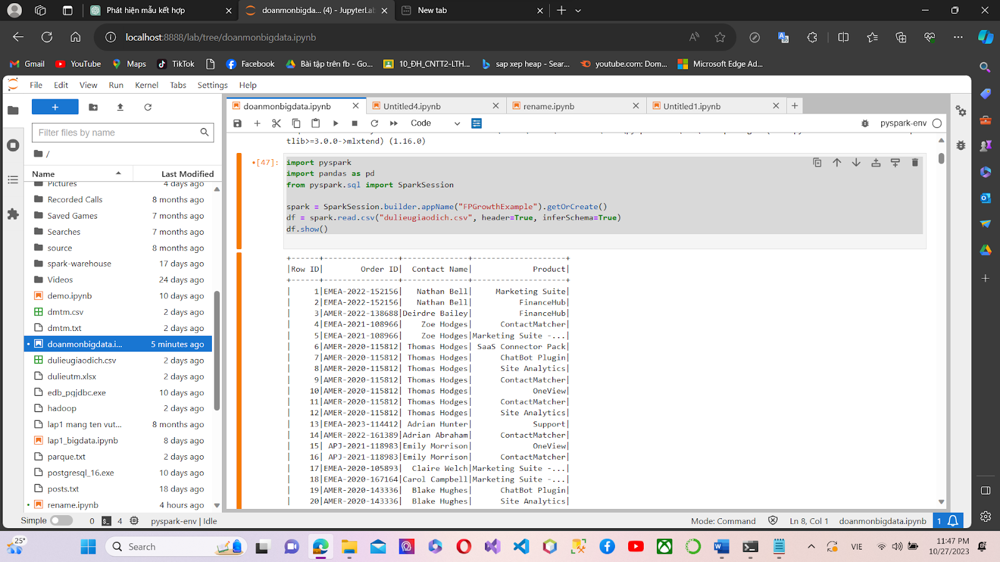 Phát hiện mẫu kết hợp
doanmonbigda... (4) - JupyterLa
New tab
localhost:8888/lab/tree/doanmonbigdata.ipynb
Gmail
YouTube
Maps
TikTok
Facebook
Bài tập trên fb - Go...
10_ĐH_CNTT2-LTH...
sap xep heap - Sear...
youtube.com: Dom...
Microsoft Edge Ad...
File Edit View Run Kernel Tabs Settings Help
doanmonbigdata.ipynb
Untitled4.ipynb
rename.ipynb
Untitled1.ipynb
Filter files by name
Code
pyspark-env
/
Name Last Modified
Pictures 4 days ago
Recorded Calls 8 months ago
Saved Games 7 months ago
Searches 7 months ago
source 8 months ago
spark-warehouse 17 days ago
Videos 24 days ago
demo.ipynb 10 days ago
dmtm.csv 2 days ago
dmtm.txt 2 days ago
doanmonbigdata.i... 5 minutes ago
dulieugiaodich.csv 2 days ago
dulieutm.xlsx 2 days ago
edb_pgjdbc.exe 10 days ago
hadoop 2 days ago
lap1 mang ten vut... 8 months ago
lap1_bigdata.ipynb 8 days ago
parque.txt 2 days ago
postgresql_16.exe 10 days ago
posts.txt 18 days ago
rename.ipynb 4 hours ago
tlib>=3.0.0->mlxtend) (1.16.0)
[47]:
import pyspark
import pandas as pd
from pyspark.sql import SparkSession
spark = SparkSession.builder.appName("FPGrowthExample").getOrCreate()
df = spark.read.csv("dulieugiaodich.csv", header=True, inferSchema=True)
df.show()
+------+---------------+------------+------------------+
|Row ID| Order ID| Contact Name| Product|
+------+---------------+------------+------------------+
| 1|EMEA-2022-152156| Nathan Bell| Marketing Suite|
| 2|EMEA-2022-152156| Nathan Bell| FinanceHub|
| 3|AMER-2022-138688|Deirdre Bailey| FinanceHub|
| 4|EMEA-2021-108966| Zoe Hodges| ContactMatcher|
| 5|EMEA-2021-108966| Zoe Hodges|Marketing Suite -...|
| 6|AMER-2020-115812| Thomas Hodges| SaaS Connector Pack|
| 7|AMER-2020-115812| Thomas Hodges| ChatBot Plugin|
| 8|AMER-2020-115812| Thomas Hodges| Site Analytics|
| 9|AMER-2020-115812| Thomas Hodges| ContactMatcher|
| 10|AMER-2020-115812| Thomas Hodges| OneView|
| 11|AMER-2020-115812| Thomas Hodges| ContactMatcher|
| 12|AMER-2020-115812| Thomas Hodges| Site Analytics|
| 13|EMEA-2023-114412| Adrian Hunter| Support|
| 14|AMER-2022-161389|Adrian Abraham| ContactMatcher|
| 15| APJ-2021-118983|Emily Morrison| OneView|
| 16| APJ-2021-118983|Emily Morrison| ContactMatcher|
| 17|EMEA-2020-105893| Claire Welch|Marketing Suite -...|
| 18|EMEA-2020-167164|Carol Campbell|Marketing Suite -...|
| 19|AMER-2020-143336| Blake Hughes| ChatBot Plugin|
| 20|AMER-2020-143336| Blake Hughes| Site Analytics|
Simple 0 4 pyspark-env | Idle
Mode: Command Ln 8, Col 1 doanmonbigdata.ipynb 1
25°
Search
VIE
11:47 PM
10/27/2023